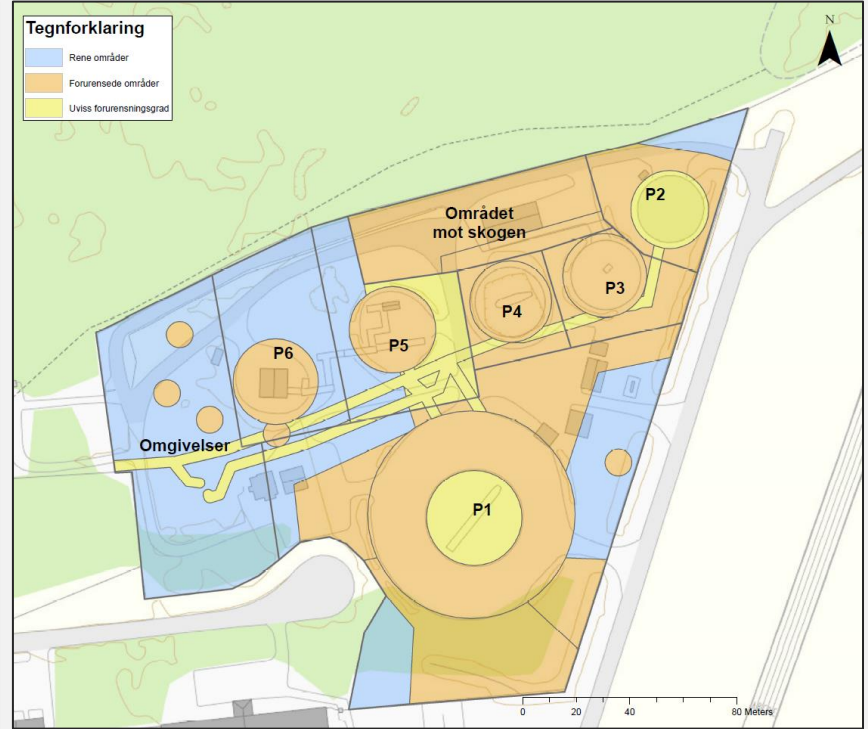 Tegnforklaring
Rene områder
Forurensede områder
Uviss forurensningsgrad
N
P2
Området
mot skogen
P3
P4
P5
P6
Omgivelser
P1
0 20 40 80 Meters